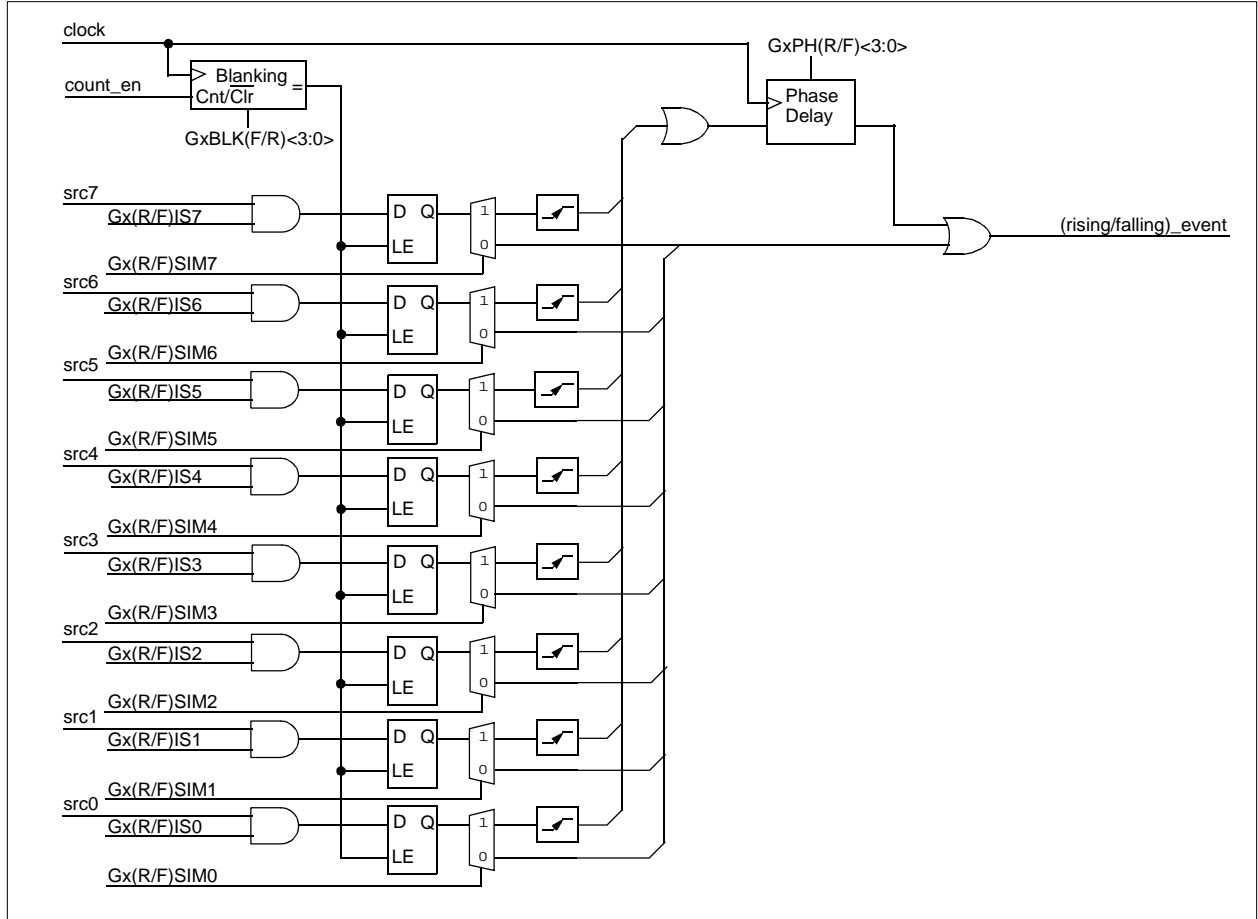 clock
GxPH(R/F)<3:0>
Blanking
=
count_en
Cnt/Clr
GxBLK(F/R)<3:0>
Phase
Delay
src7
Gx(R/F)IS7
D Q
LE
1
0
(rising/falling)_event
Gx(R/F)SIM7
src6
Gx(R/F)IS6
D Q
LE
1
0
Gx(R/F)SIM6
src5
Gx(R/F)IS5
D Q
LE
1
0
Gx(R/F)SIM5
src4
Gx(R/F)IS4
D Q
LE
1
0
Gx(R/F)SIM4
src3
Gx(R/F)IS3
D Q
LE
1
0
Gx(R/F)SIM3
src2
Gx(R/F)IS2
D Q
LE
1
0
Gx(R/F)SIM2
src1
Gx(R/F)IS1
D Q
LE
1
0
Gx(R/F)SIM1
src0
Gx(R/F)IS0
D Q
LE
1
0
Gx(R/F)SIM0